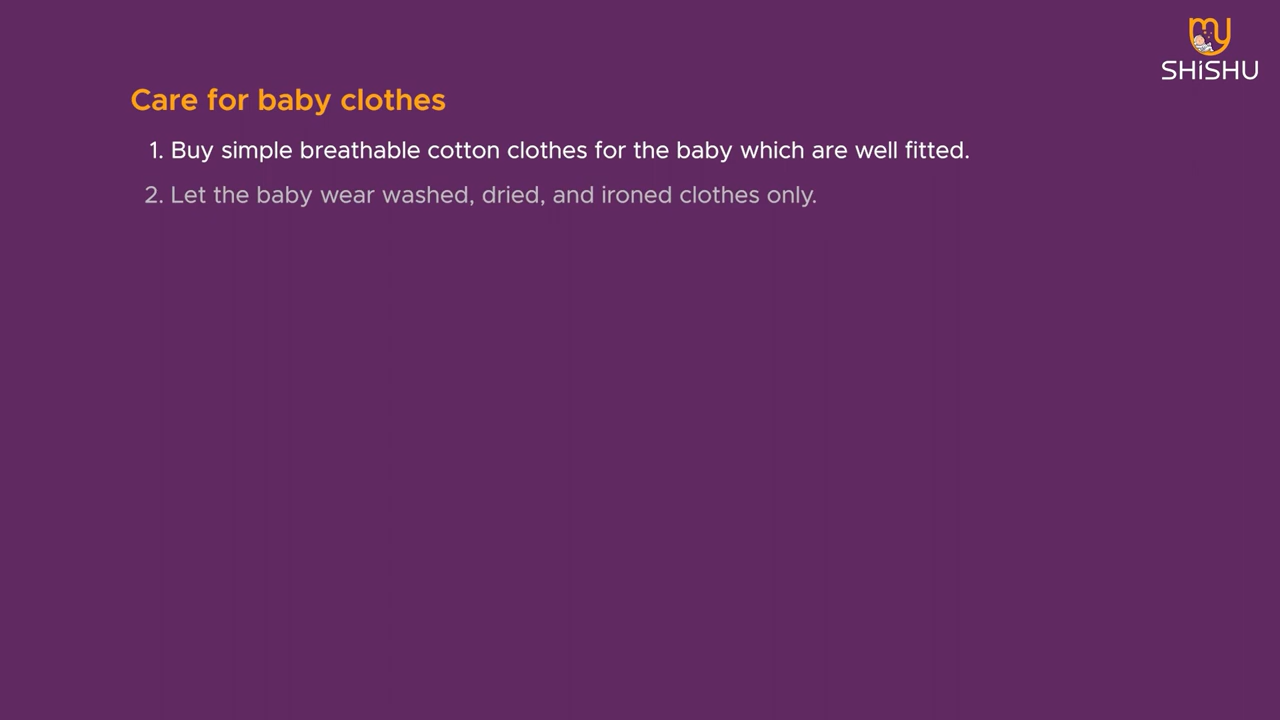 my
SHiSHU
Care for baby clothes
1. Buy simple breathable cotton clothes for the baby which are well fitted.
2. Let the baby wear washed, dried, and ironed clothes only.